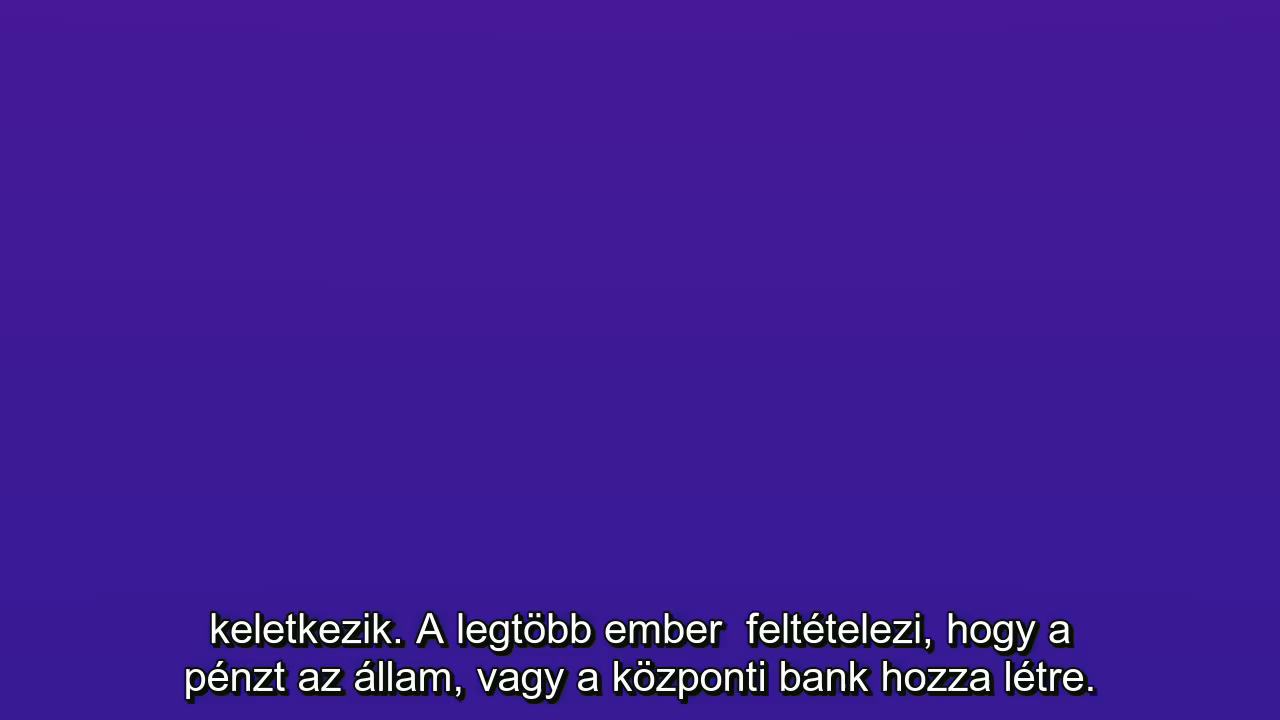 keletkezik. A legtöbb ember  feltételezi, hogy a
pénzt az állam, vagy a központi bank hozza létre.